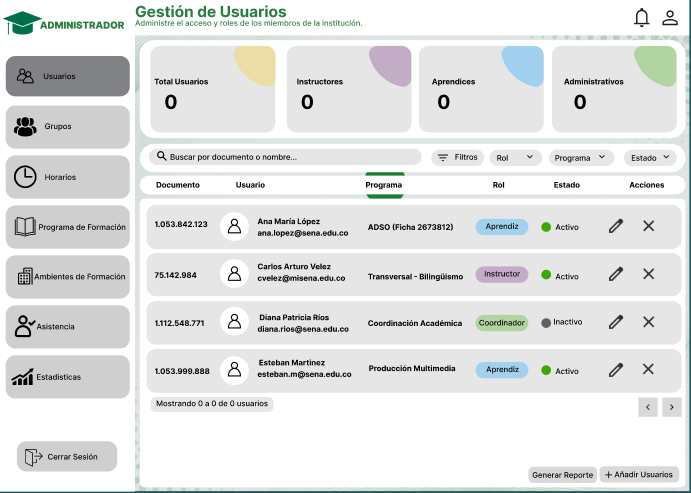 ADMINISTRADOR
Gestión de Usuarios
Administre el acceso y roles de los miembros de la institución.
Usuarios
Grupos
Horarios
Programa de Formación
Ambientes de Formación
Asistencia
Estadisticas
Cerrar Sesión
Total Usuarios
0
Instructores
0
Aprendices
0
Administrativos
0
Buscar por documento o nombre...
Filtros
Rol
Programa
Estado
Documento Usuario Programa Rol Estado Acciones
1.053.842.123
Ana María López
ana.lopez@sena.edu.co
ADSO (Ficha 2673812)
Aprendiz
Activo
75.142.984
Carlos Arturo Velez
cvelez@misena.edu.co
Transversal - Bilingüismo
Instructor
Activo
1.112.548.771
Diana Patricia Ríos
diana.rios@sena.edu.co
Coordinación Académica
Coordinador
Inactivo
1.053.999.888
Esteban Martinez
esteban.m@sena.edu.co
Producción Multimedia
Aprendiz
Activo
Mostrando 0 a 0 de 0 usuarios
Generar Reporte
+ Añadir Usuarios